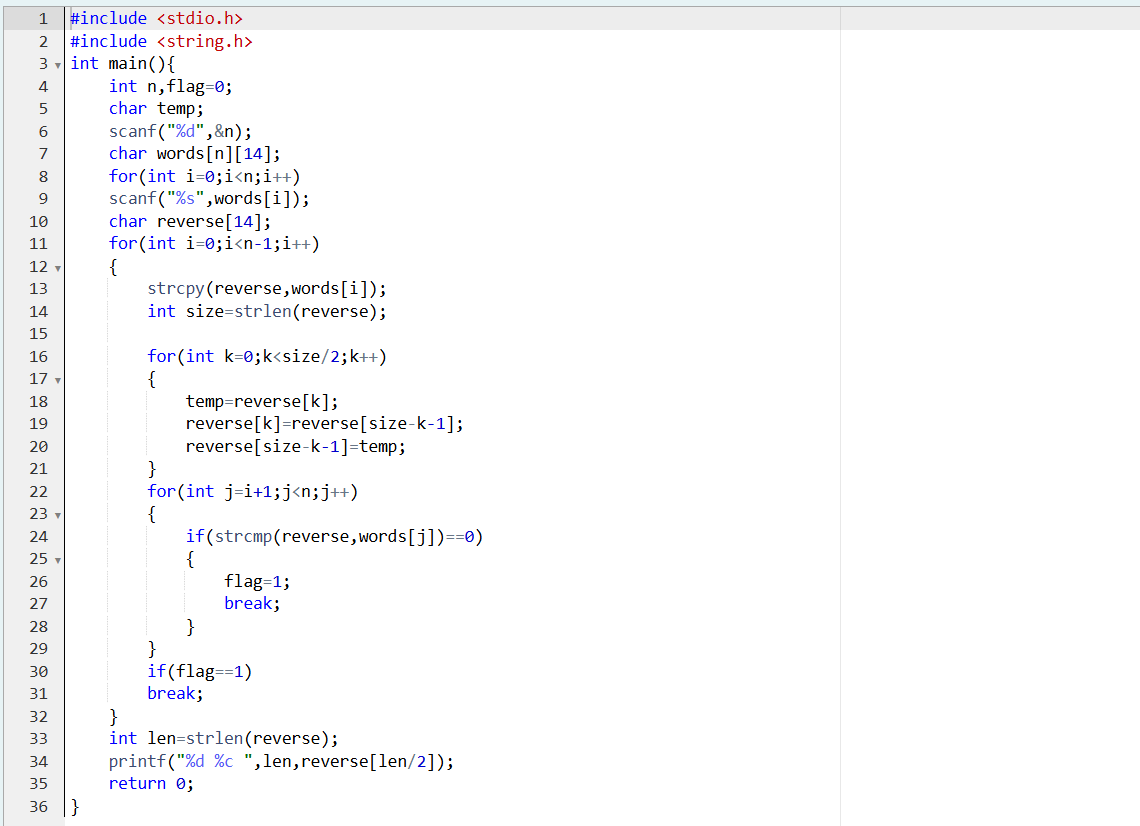 1 #include <stdio.h>
2 #include <string.h>
3 int main(){
4     int n,flag=0;
5     char temp;
6     scanf("%d",&n);
7     char words[n][14];
8     for(int i=0;i<n;i++)
9     scanf("%s",words[i]);
10     char reverse[14];
11     for(int i=0;i<n-1;i++)
12     {
13         strcpy(reverse,words[i]);
14         int size=strlen(reverse);
15
16         for(int k=0;k<size/2;k++)
17         {
18             temp=reverse[k];
19             reverse[k]=reverse[size-k-1];
20             reverse[size-k-1]=temp;
21         }
22         for(int j=i+1;j<n;j++)
23         {
24             if(strcmp(reverse,words[j])==0)
25             {
26                 flag=1;
27                 break;
28             }
29         }
30         if(flag==1)
31         break;
32     }
33     int len=strlen(reverse);
34     printf("%d %c ",len,reverse[len/2]);
35     return 0;
36 }